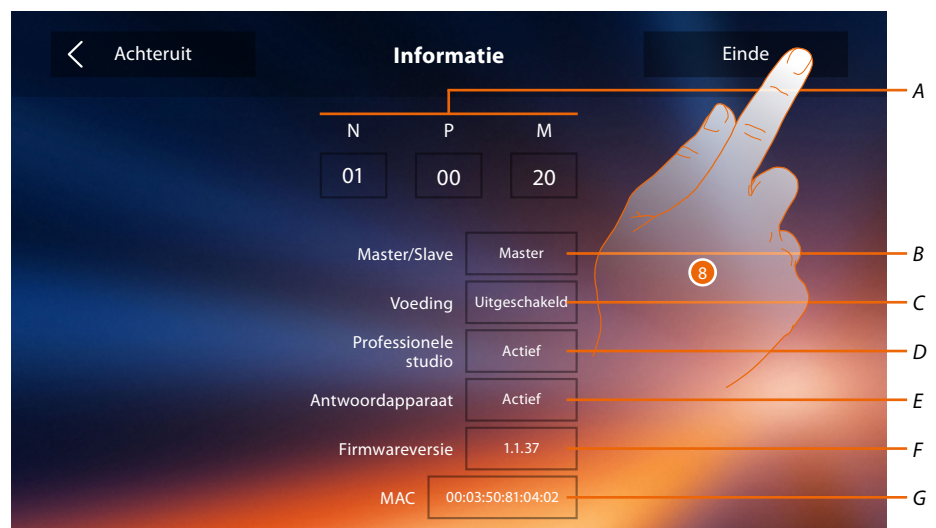 Achteruit Informatie Einde
A
N P M
01 00 20
Master/Slave Master B
8
Voeding Uitgeschakeld C
Professionele
studio Actief D
Antwoordapparaat Actief E
Firmwareversie 1.1.37 F
MAC 00:03:50:81:04:02 G